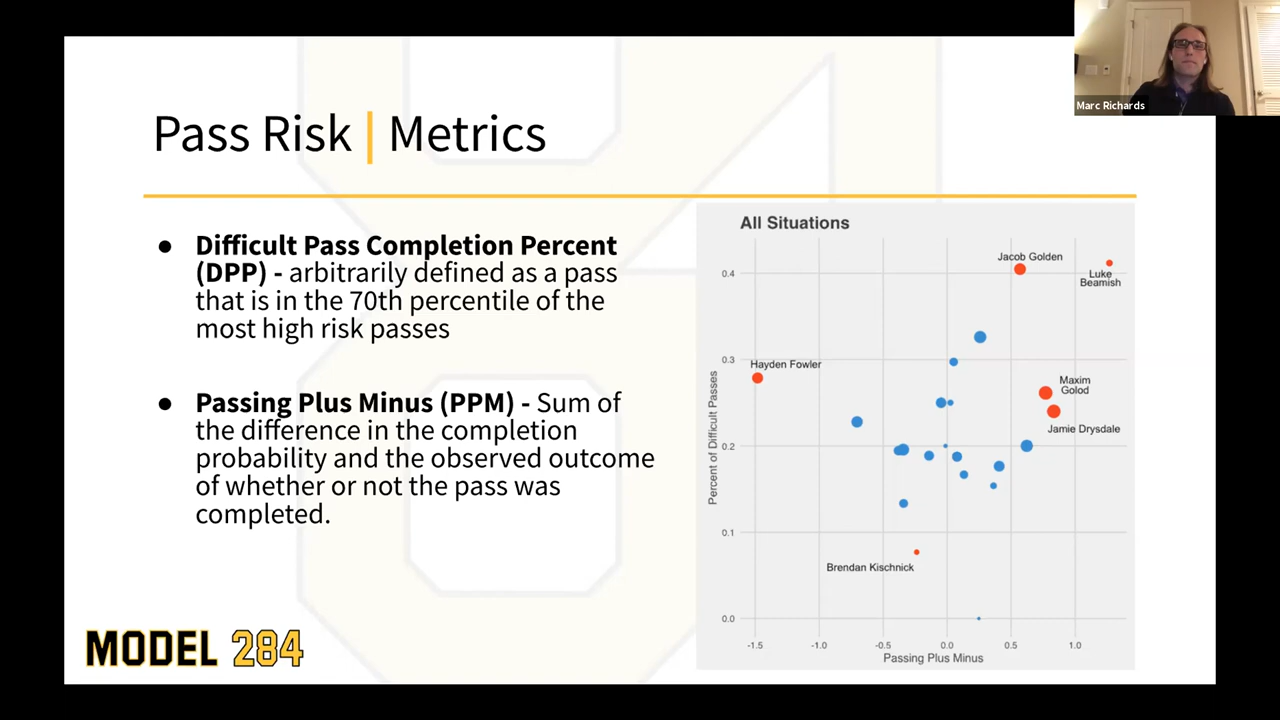 Marc Richards
Pass Risk | Metrics
● Difficult Pass Completion Percent
(DPP) - arbitrarily defined as a pass
that is in the 70th percentile of the
most high risk passes
● Passing Plus Minus (PPM) - Sum of
the difference in the completion
probability and the observed outcome
of whether or not the pass was
completed.
MODEL 284
All Situations
Percent of Difficult Passes
0.4
0.3
0.2
0.1
0.0
Jacob Golden
Luke
Beamish
Hayden Fowler
Maxim
Golod
Jamie Drysdale
Brendan Kischnick
-1.5 -1.0 -0.5 0.0 0.5 1.0
Passing Plus Minus